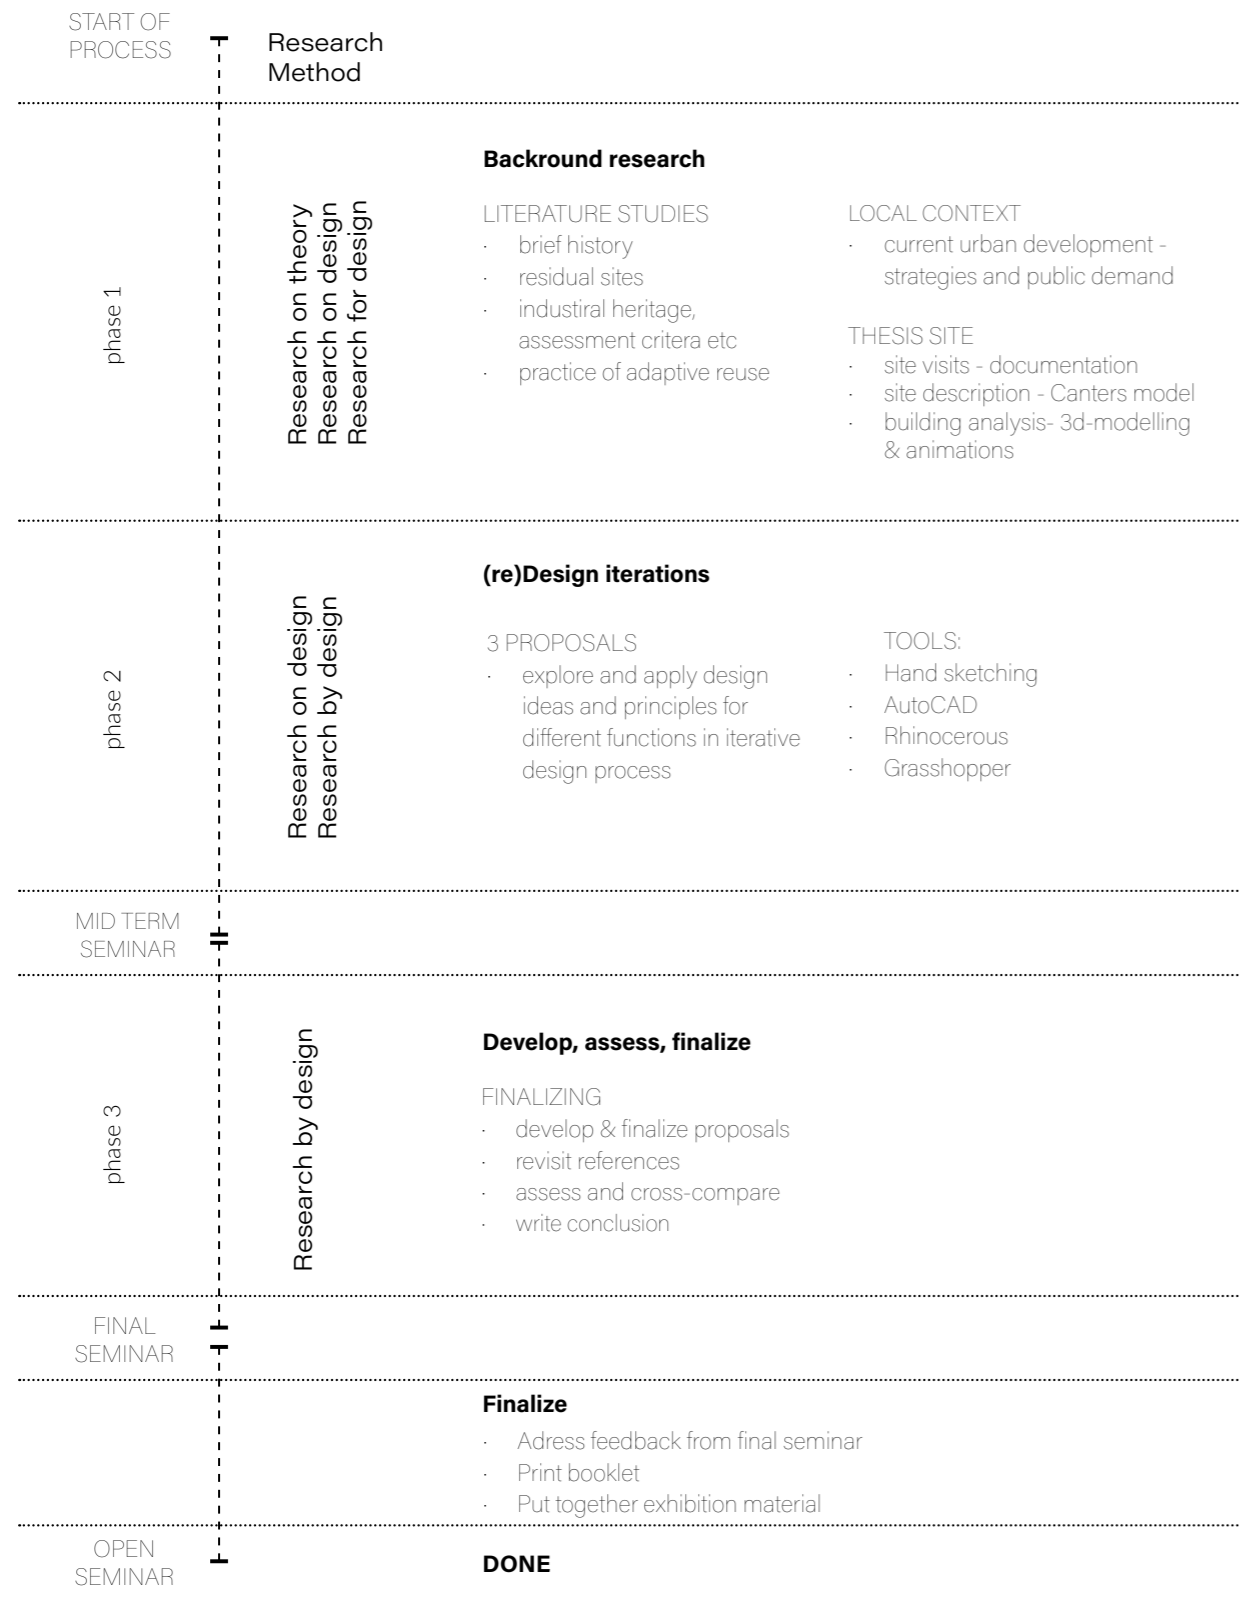 START OF
PROCESS
Research
Method
phase 1
Research on theory
Research on design
Research for design
Backround research
LITERATURE STUDIES
· brief history
· residual sites
· industiral heritage,
assessment critera etc
· practice of adaptive reuse
LOCAL CONTEXT
· current urban development -
strategies and public demand
THESIS SITE
· site visits - documentation
· site description - Canters model
· building analysis- 3d-modelling
& animations
phase 2
Research on design
Research by design
(re)Design iterations
3 PROPOSALS
· explore and apply design
ideas and principles for
different functions in iterative
design process
TOOLS:
· Hand sketching
· AutoCAD
· Rhinocerous
· Grasshopper
MID TERM
SEMINAR
phase 3
Research by design
Develop, assess, finalize
FINALIZING
· develop & finalize proposals
· revisit references
· assess and cross-compare
· write conclusion
FINAL
SEMINAR
Finalize
· Adress feedback from final seminar
· Print booklet
· Put together exhibition material
OPEN
SEMINAR
DONE